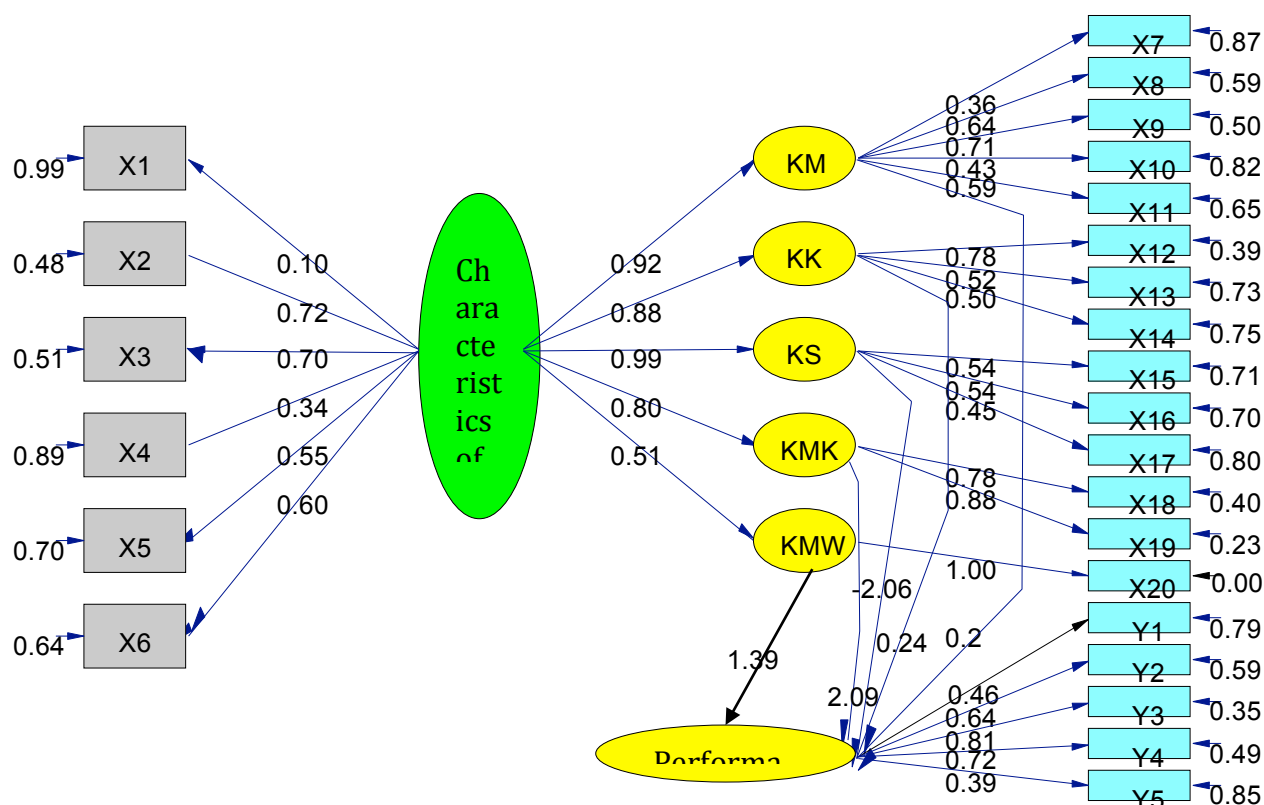 0.99
X1
0.48
X2
0.51
X3
0.89
X4
0.70
X5
0.64
X6
0.10
0.72
0.70
0.34
0.55
0.60
Ch
ara
cte
rist
ics
of
0.92
0.88
0.99
0.80
0.51
KM
KK
KS
KMK
KMW
0.36
0.64
0.71
0.43
0.59
0.78
0.52
0.50
0.54
0.54
0.45
0.78
0.88
1.00
-2.06
0.24
0.2
1.39
2.09
Performa
0.46
0.64
0.81
0.72
0.39
X7
0.87
X8
0.59
X9
0.50
X10
0.82
X11
0.65
X12
0.39
X13
0.73
X14
0.75
X15
0.71
X16
0.70
X17
0.80
X18
0.40
X19
0.23
X20
0.00
Y1
0.79
Y2
0.59
Y3
0.35
Y4
0.49
Y5
0.85